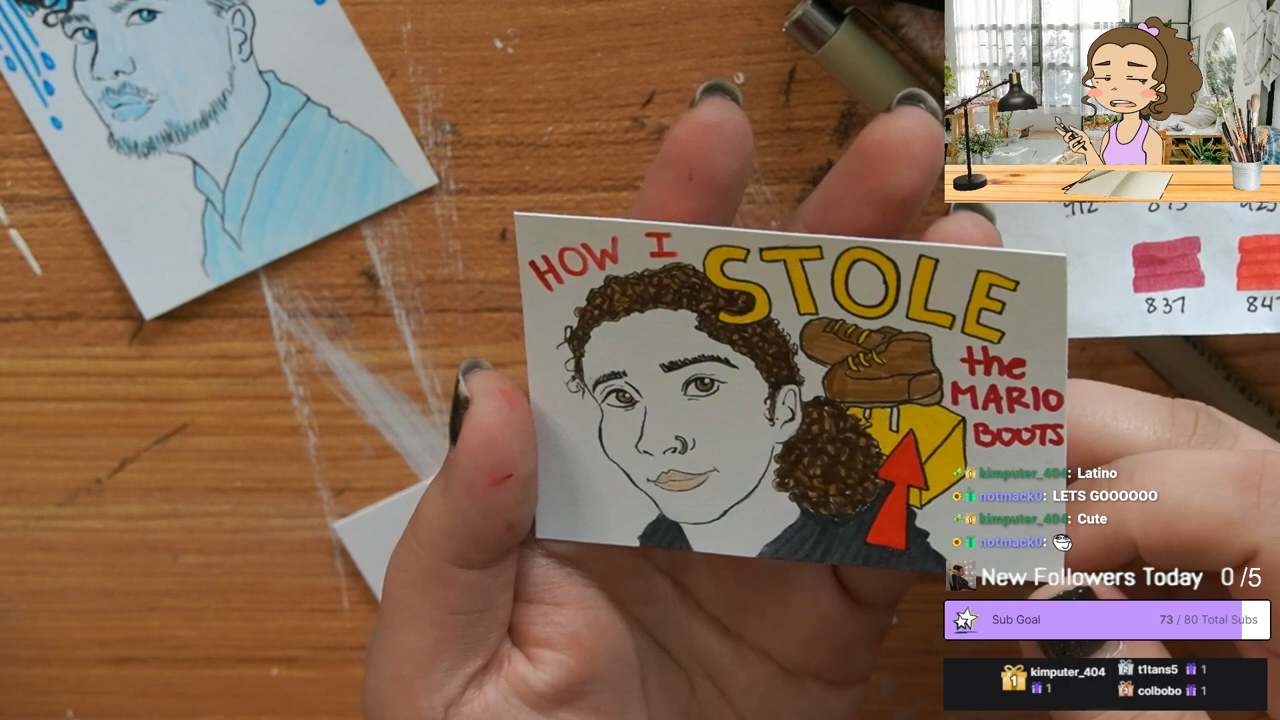 HOW I STOLE
the
MARIO
BOOTS
837
kimputer_404: Latino
notmack0: LETS GOOOOOO
kimputer_404: Cute
notmack0:
New Followers Today 0 /5
Sub Goal 73 / 80 Total Subs
1 kimputer_404 1
t1tans5 1
colbobo 1